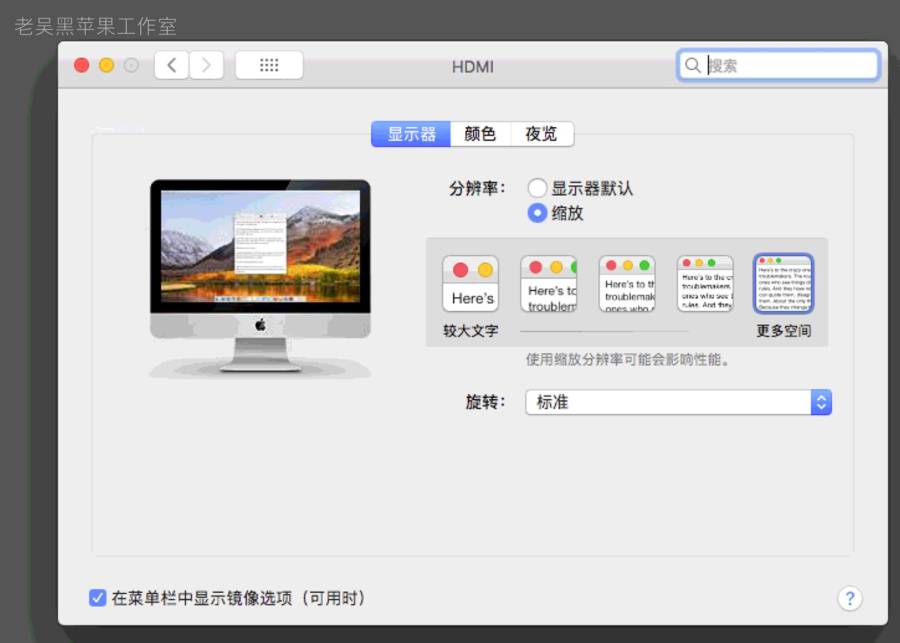 老吴黑苹果工作室
HDMI
搜索
显示器 颜色 夜览
分辨率： 显示器默认
缩放
Here's
Here's to
troublem
Here's to th
troublemak
ones who
Here's to the cr
troublemakers.
ones who see t
rules. And they
Here's to the crazy one
troublemakers. The rou
ones who see things di
rules. And they have no
can quote them, disagr
them. About the only th
Because they change t
较大文字 更多空间
使用缩放分辨率可能会影响性能。
旋转： 标准
在菜单栏中显示镜像选项（可用时）
?